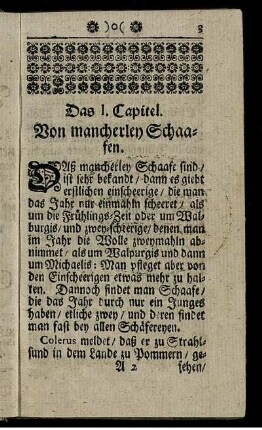 )o( 3
Das I. Capitel.
Von mancherley Schaa-
fen.
DAß mancherley Schaafe sind/
ist sehr bekandt/ dann es giebt
erstlichen einscheerige/ die man
das Jahr nur einmahln scheeret/ als
um die Frühlings-Zeit oder um Wal-
burgis/ und zwey-scheerige/ denen man
im Jahr die Wolle zweymahln ab-
nimmet/ als um Walpurgis und dann
um Michaelis: Man pfleget aber von
den Einscheerigen etwas mehr zu hal-
ten. Dannoch findet man Schaafe/
die das Jahr durch nur ein Junges
haben/ etliche zwey/ und deren findet
man fast bey allen Schäfereyen.
Colerus meldet/ daß er zu Strahl-
sund in dem Lande zu Pommern/ ge-
A 2 sehen/